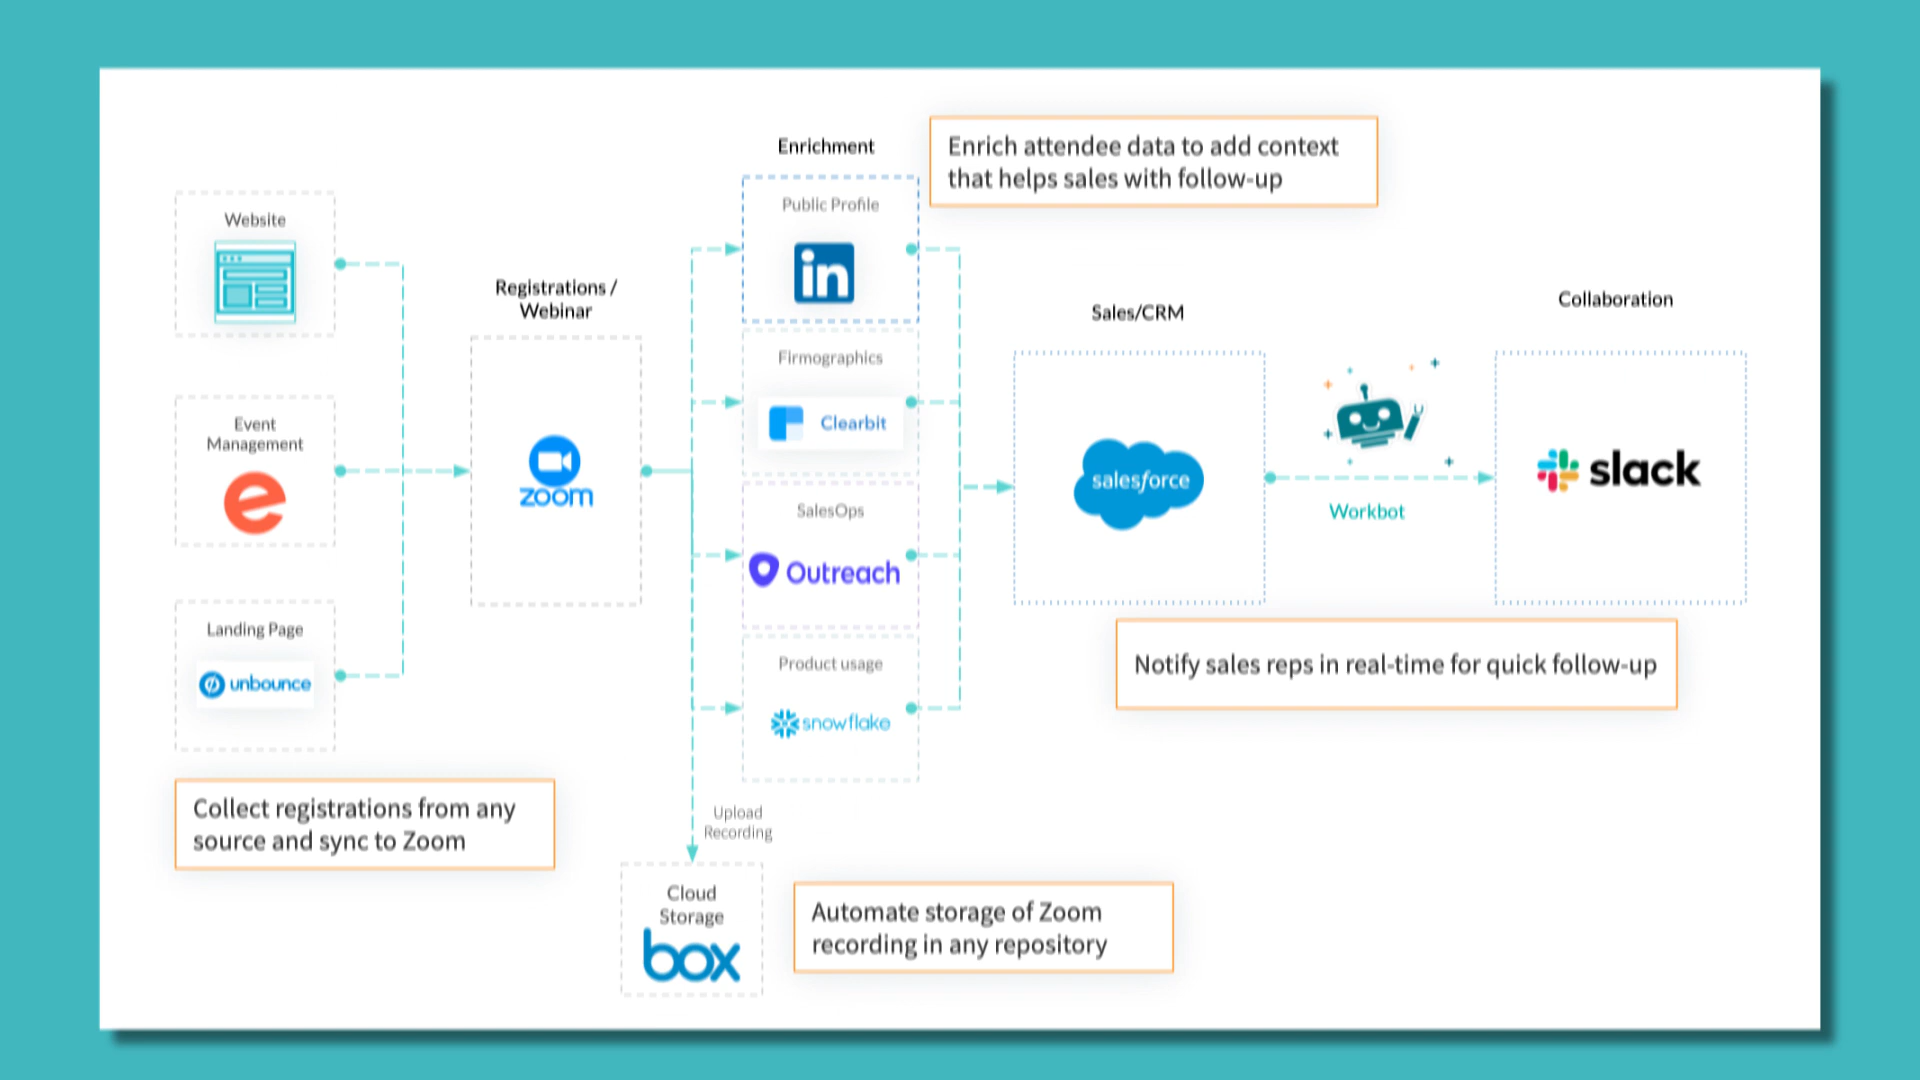 Enrichment
Enrich attendee data to add context
that helps sales with follow-up
Website
Public Profile
in
Registrations /
Webinar
Sales/CRM
Collaboration
Firmographics
Clearbit
Event
Management
e
zoom
salesforce
slack
Workbot
SalesOps
Outreach
Landing Page
unbounce
Product usage
snowflake
Notify sales reps in real-time for quick follow-up
Collect registrations from any
source and sync to Zoom
Upload
Recording
Cloud
Storage
box
Automate storage of Zoom
recording in any repository